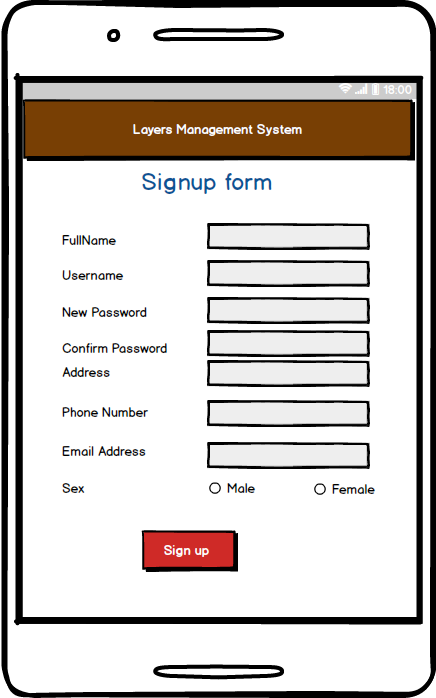 18:00
Layers Management System
Signup form
FullName
Username
New Password
Confirm Password
Address
Phone Number
Email Address
Sex Male Female
Sign up